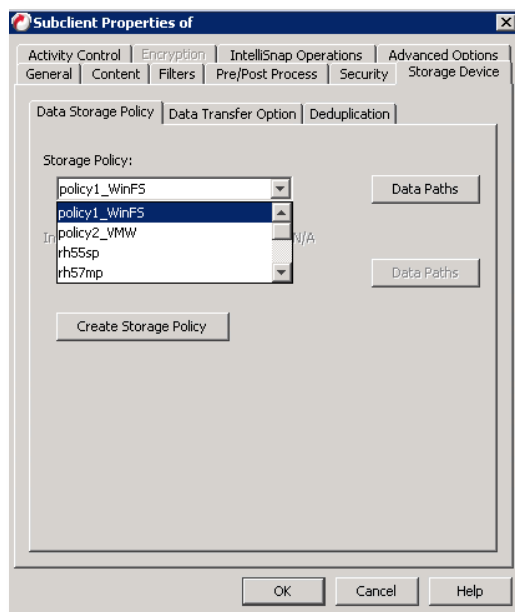 Subclient Properties of
Activity Control Encryption IntelliSnap Operations Advanced Options
General Content Filters Pre/Post Process Security Storage Device
Data Storage Policy Data Transfer Option Deduplication
Storage Policy:
policy1_WinFS Data Paths
policy1_WinFS
policy2_VMW
In N/A
rh55sp
rh57mp Data Paths
Create Storage Policy
OK Cancel Help